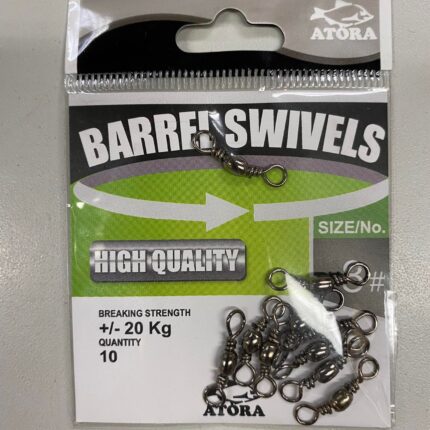 ATORA
BARREL SWIVELS
SIZE/No.
HIGH QUALITY
#
BREAKING STRENGTH
+/- 20 Kg
QUANTITY
10
ATORA